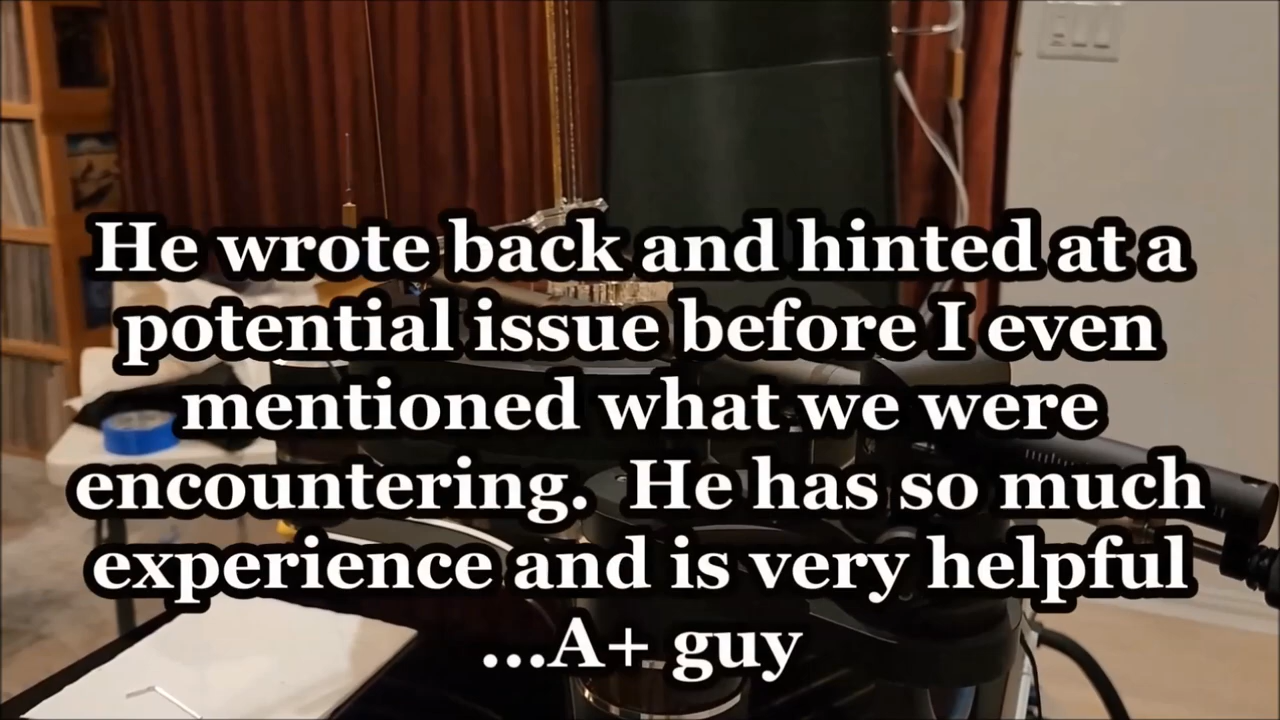 He wrote back and hinted at a
potential issue before I even
mentioned what we were
encountering.  He has so much
experience and is very helpful
...A+ guy